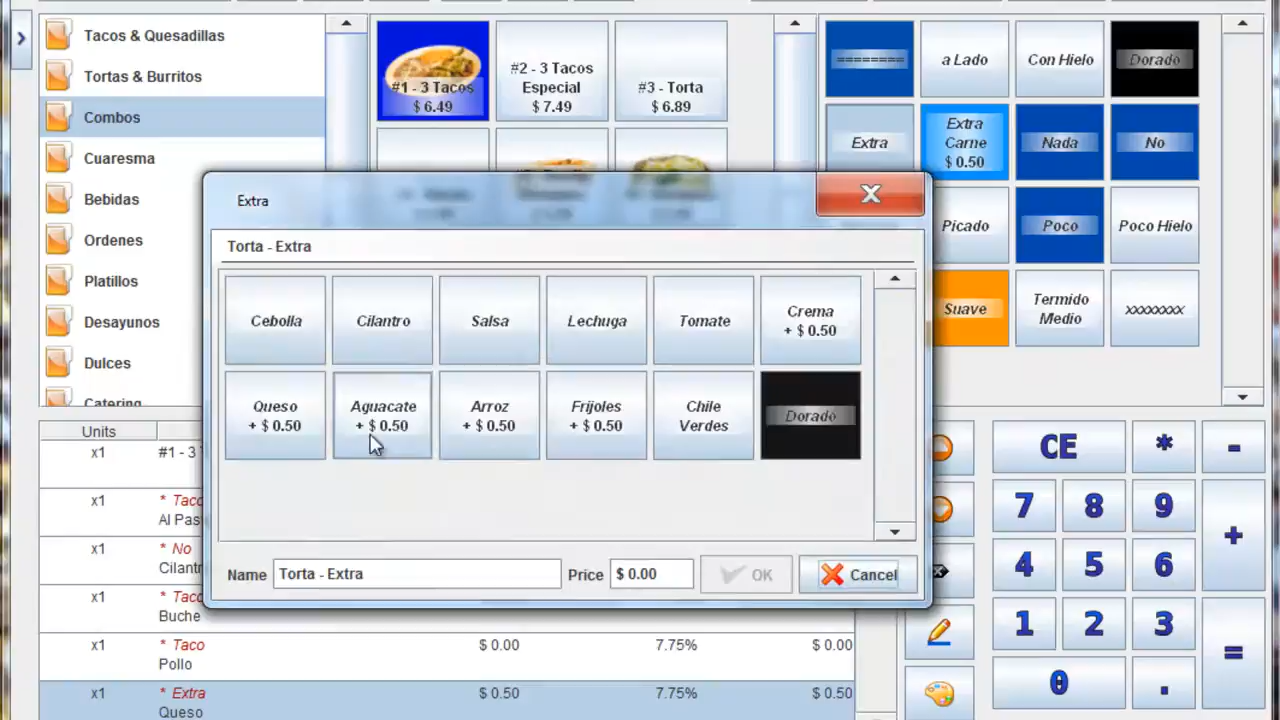 Tacos & Quesadillas
Tortas & Burritos
Combos
Cuaresma
Bebidas
Ordenes
Platillos
Desayunos
Dulces
Catering
#1 - 3 Tacos
$ 6.49
#2 - 3 Tacos
Especial
$ 7.49
#3 - Torta
$ 6.89
========
a Lado
Con Hielo
Dorado
Extra
Extra
Carne
$ 0.50
Nada
No
Picado
Poco
Poco Hielo
Suave
Termido
Medio
xxxxxxxx
Extra
Torta - Extra
Cebolla
Cilantro
Salsa
Lechuga
Tomate
Crema
+ $ 0.50
Queso
+ $ 0.50
Aguacate
+ $ 0.50
Arroz
+ $ 0.50
Frijoles
+ $ 0.50
Chile
Verdes
Dorado
Name
Torta - Extra
Price
$ 0.00
OK
Cancel
Units
x1 #1 - 3
x1 * Taco
Al Pas
x1 * No
Cilant
x1 * Taco
Buche
x1 * Taco $ 0.00 7.75% $ 0.00
Pollo
x1 * Extra $ 0.50 7.75% $ 0.50
Queso
CE * -
7 8 9 +
4 5 6
1 2 3 =
0 .